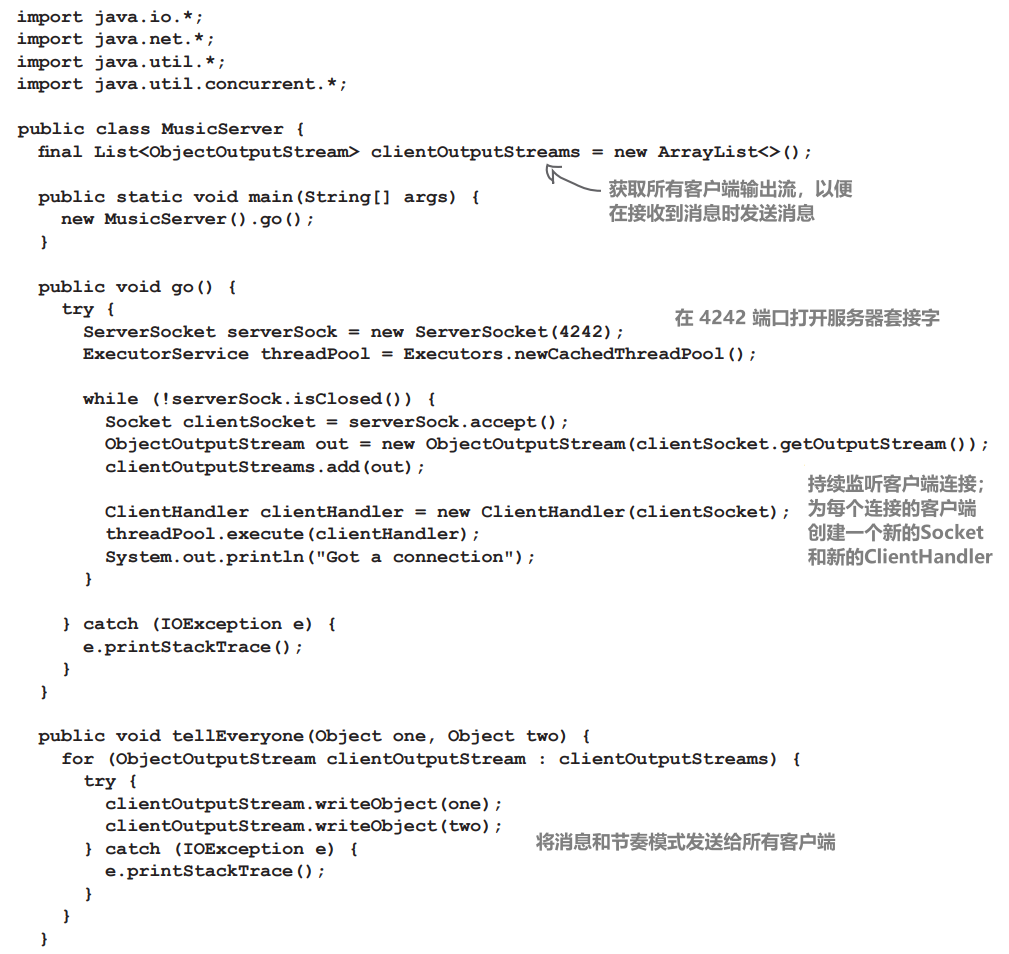 import java.io.*;
import java.net.*;
import java.util.*;
import java.util.concurrent.*;
public class MusicServer {
final List<ObjectOutputStream> clientOutputStreams = new ArrayList<>();
获取所有客户端输出流，以便
在接收到消息时发送消息
public static void main(String[] args) {
new MusicServer().go();
}
public void go() {
try {
ServerSocket serverSock = new ServerSocket(4242);
在 4242 端口打开服务器套接字
ExecutorService threadPool = Executors.newCachedThreadPool();
while (!serverSock.isClosed()) {
Socket clientSocket = serverSock.accept();
ObjectOutputStream out = new ObjectOutputStream(clientSocket.getOutputStream());
clientOutputStreams.add(out);
ClientHandler clientHandler = new ClientHandler(clientSocket);
threadPool.execute(clientHandler);
System.out.println("Got a connection");
}
持续监听客户端连接；
为每个连接的客户端
创建一个新的Socket
和新的ClientHandler
} catch (IOException e) {
e.printStackTrace();
}
}
public void tellEveryone(Object one, Object two) {
for (ObjectOutputStream clientOutputStream : clientOutputStreams) {
try {
clientOutputStream.writeObject(one);
clientOutputStream.writeObject(two);
} catch (IOException e) {
将消息和节奏模式发送给所有客户端
e.printStackTrace();
}
}
}